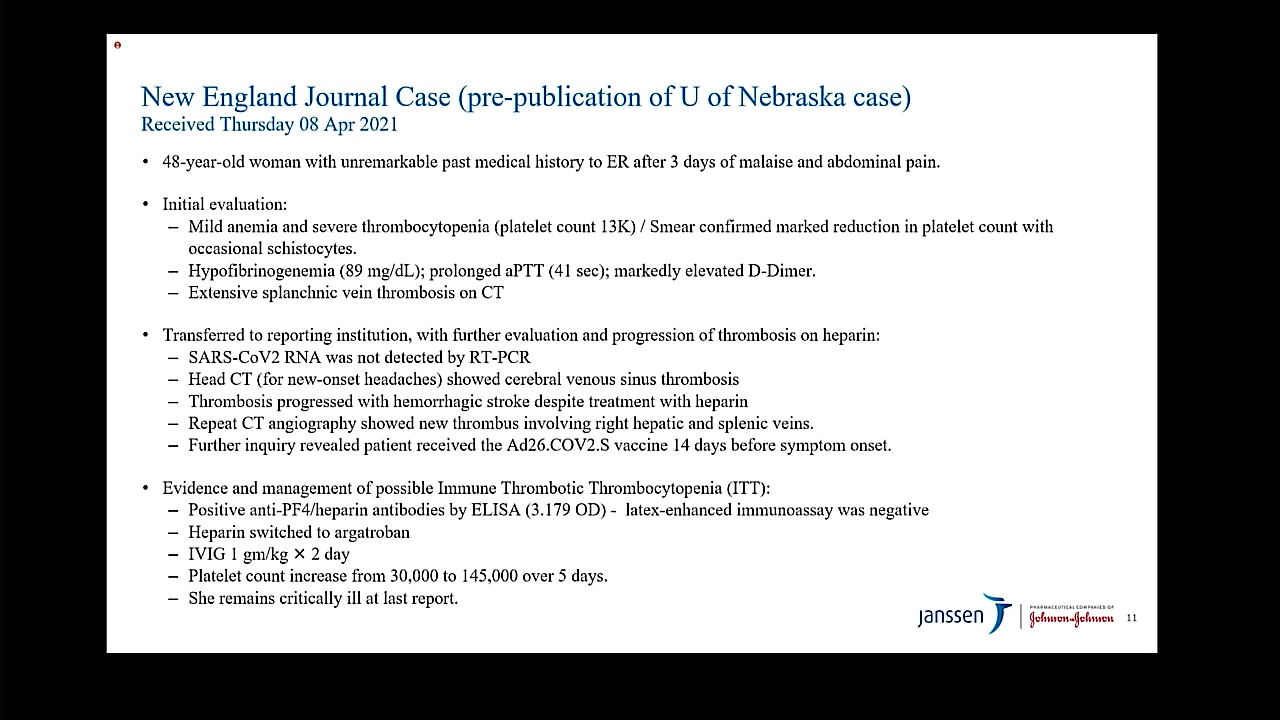 New England Journal Case (pre-publication of U of Nebraska case)
Received Thursday 08 Apr 2021
• 48-year-old woman with unremarkable past medical history to ER after 3 days of malaise and abdominal pain.
• Initial evaluation:
– Mild anemia and severe thrombocytopenia (platelet count 13K) / Smear confirmed marked reduction in platelet count with
occasional schistocytes.
– Hypofibrinogenemia (89 mg/dL); prolonged aPTT (41 sec); markedly elevated D-Dimer.
– Extensive splanchnic vein thrombosis on CT
• Transferred to reporting institution, with further evaluation and progression of thrombosis on heparin:
– SARS-CoV2 RNA was not detected by RT-PCR
– Head CT (for new-onset headaches) showed cerebral venous sinus thrombosis
– Thrombosis progressed with hemorrhagic stroke despite treatment with heparin
– Repeat CT angiography showed new thrombus involving right hepatic and splenic veins.
– Further inquiry revealed patient received the Ad26.COV2.S vaccine 14 days before symptom onset.
• Evidence and management of possible Immune Thrombotic Thrombocytopenia (ITT):
– Positive anti-PF4/heparin antibodies by ELISA (3.179 OD) - latex-enhanced immunoassay was negative
– Heparin switched to argatroban
– IVIG 1 gm/kg × 2 day
– Platelet count increase from 30,000 to 145,000 over 5 days.
– She remains critically ill at last report.
janssen
PHARMACEUTICAL COMPANIES OF
Johnson & Johnson
11